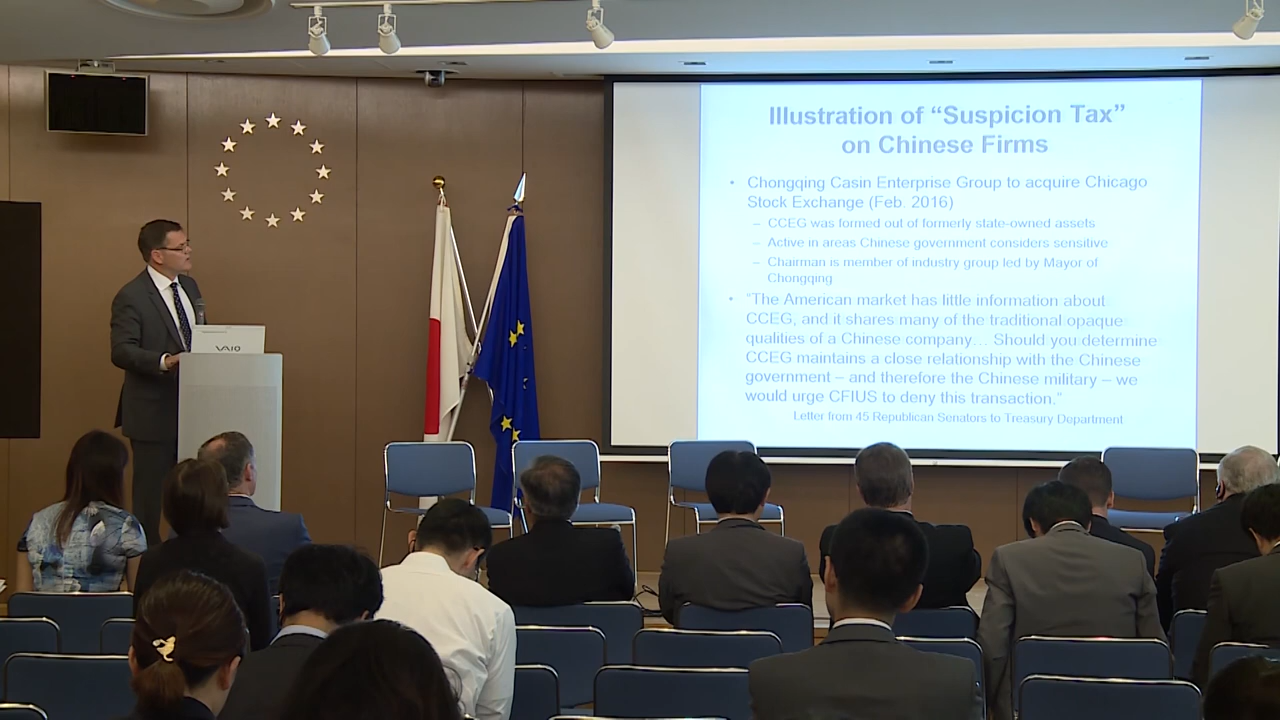 Illustration of “Suspicion Tax”
on Chinese Firms
• Chongqing Casin Enterprise Group to acquire Chicago
Stock Exchange (Feb. 2016)
– CCEG was formed out of formerly state-owned assets
– Active in areas Chinese government considers sensitive
– Chairman is member of industry group led by Mayor of
Chongqing
• “The American market has little information about
CCEG, and it shares many of the traditional opaque
qualities of a Chinese company… Should you determine
CCEG maintains a close relationship with the Chinese
government – and therefore the Chinese military – we
would urge CFIUS to deny this transaction.”
Letter from 45 Republican Senators to Treasury Department
VAIO